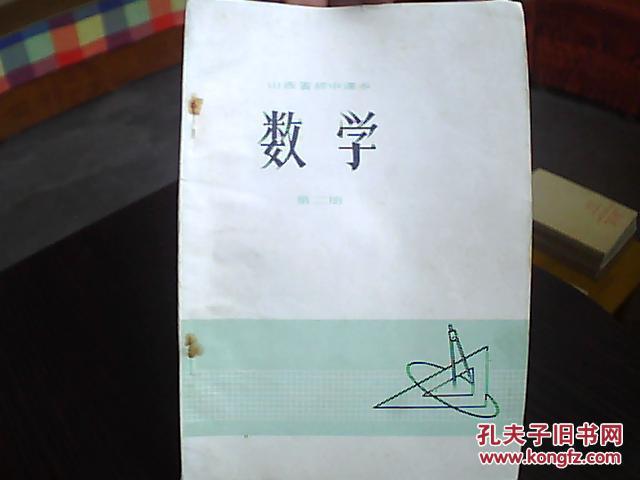 山西省初中课本
数学
第二册
孔夫子旧书网
www.kongfz.com